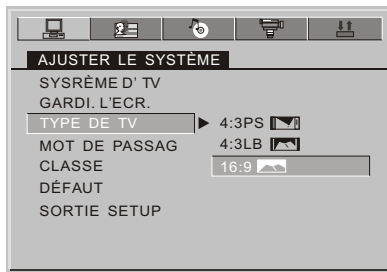 AJUSTER LE SYSTÈME
SYSRÈME D' TV
GARDI. L'ECR.
TYPE DE TV
4:3PS
MOT DE PASSAG
4:3LB
CLASSE
16:9
DÉFAUT
SORTIE SETUP